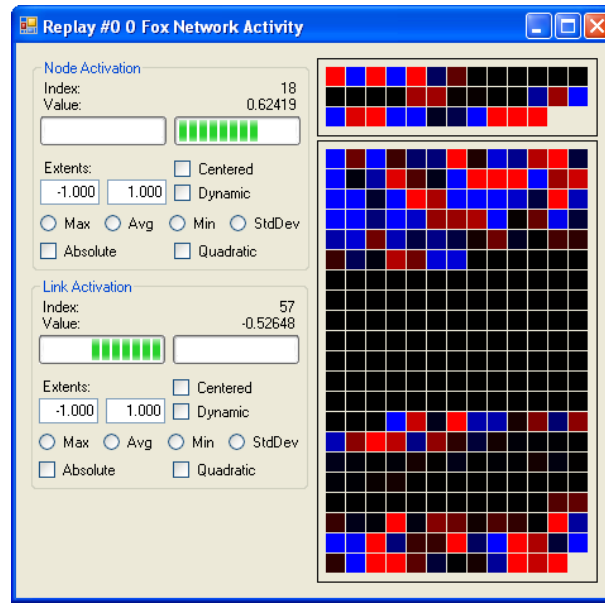 Replay #0 0 Fox Network Activity
Node Activation
Index: 18
Value: 0.62419
Extents: Centered
-1.000 1.000 Dynamic
Max Avg Min StdDev
Absolute Quadratic
Link Activation
Index: 57
Value: -0.52648
Extents: Centered
-1.000 1.000 Dynamic
Max Avg Min StdDev
Absolute Quadratic